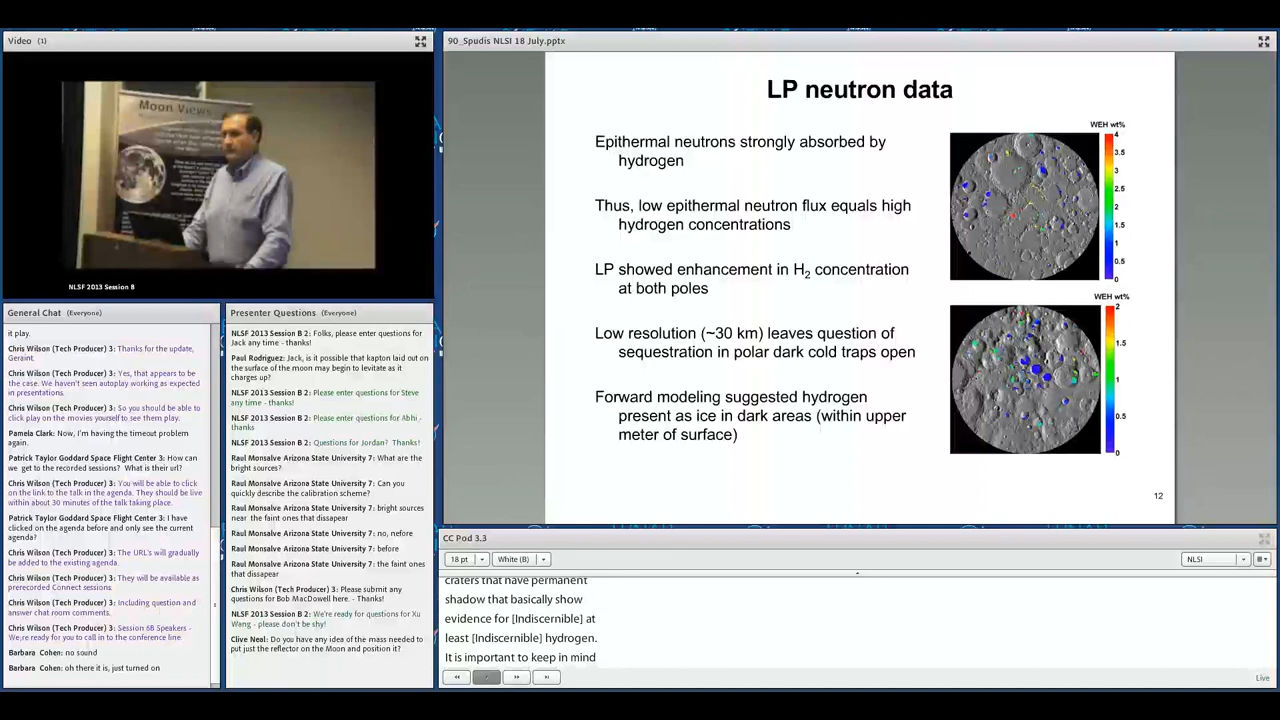 Video (1)
Moon Views
NLSF 2013 Session B
General Chat (Everyone)
it play.
Chris Wilson (Tech Producer) 3: Thanks for the update,
Geraint.
Chris Wilson (Tech Producer) 3: Yes, that appears to be
the case. We haven't seen autoplay working as expected
in presentations.
Chris Wilson (Tech Producer) 3: So you should be able to
click play on the movies yourself to see them play.
Pamela Clark: Now, I'm having the timeout problem
again.
Patrick Taylor Goddard Space Flight Center 3: How can
we get to the recorded sessions? What is their url?
Chris Wilson (Tech Producer) 3: You will be able to click
on the link to the talk in the agenda. They should be live
within about 30 minutes of the talk taking place.
Patrick Taylor Goddard Space Flight Center 3: I have
clicked on the agenda before and only see the current
agenda?
Chris Wilson (Tech Producer) 3: The URL's will gradually
be added to the existing agenda.
Chris Wilson (Tech Producer) 3: They will be available as
prerecorded Connect sessions.
Chris Wilson (Tech Producer) 3: Including question and
answer chat room comments.
Chris Wilson (Tech Producer) 3: Session 6B Speakers -
We;re ready for you to call in to the conference line
Barbara Cohen: no sound
Barbara Cohen: oh there it is, just turned on
Presenter Questions (Everyone)
NLSF 2013 Session B 2: Folks, please enter questions for
Jack any time - thanks!
Paul Rodriguez: Jack, is it possible that kapton laid out on
the surface of the moon may begin to levitate as it
charges up?
NLSF 2013 Session B 2: Please enter questions for Steve
any time - thanks!
NLSF 2013 Session B 2: Please enter questions for Abhi -
thanks
NLSF 2013 Session B 2: Questions for Jordan? Thanks!
Raul Monsalve Arizona State University 7: What are the
bright sources?
Raul Monsalve Arizona State University 7: Can you
quickly describe the calibration scheme?
Raul Monsalve Arizona State University 7: bright sources
near the faint ones that dissapear
Raul Monsalve Arizona State University 7: no, nefore
Raul Monsalve Arizona State University 7: before
Raul Monsalve Arizona State University 7: the faint ones
that dissapear
Chris Wilson (Tech Producer) 3: Please submit any
questions for Bob MacDowell here. - Thanks!
NLSF 2013 Session B 2: We're ready for questions for Xu
Wang - please don't be shy!
Clive Neal: Do you have any idea of the mass needed to
put just the reflector on the Moon and position it?
90_Spudis NLSI 18 July.pptx
LP neutron data
Epithermal neutrons strongly absorbed by
hydrogen
Thus, low epithermal neutron flux equals high
hydrogen concentrations
LP showed enhancement in H2 concentration
at both poles
Low resolution (~30 km) leaves question of
sequestration in polar dark cold traps open
Forward modeling suggested hydrogen
present as ice in dark areas (within upper
meter of surface)
WEH wt%
4
3.5
3
2.5
2
1.5
1
0.5
0
WEH wt%
2
1.5
1
0.5
0
12
CC Pod 3.3
18 pt
White (B)
NLSI
craters that have permanent
shadow that basically show
evidence for [Indiscernible] at
least [Indiscernible] hydrogen.
It is important to keep in mind
Live